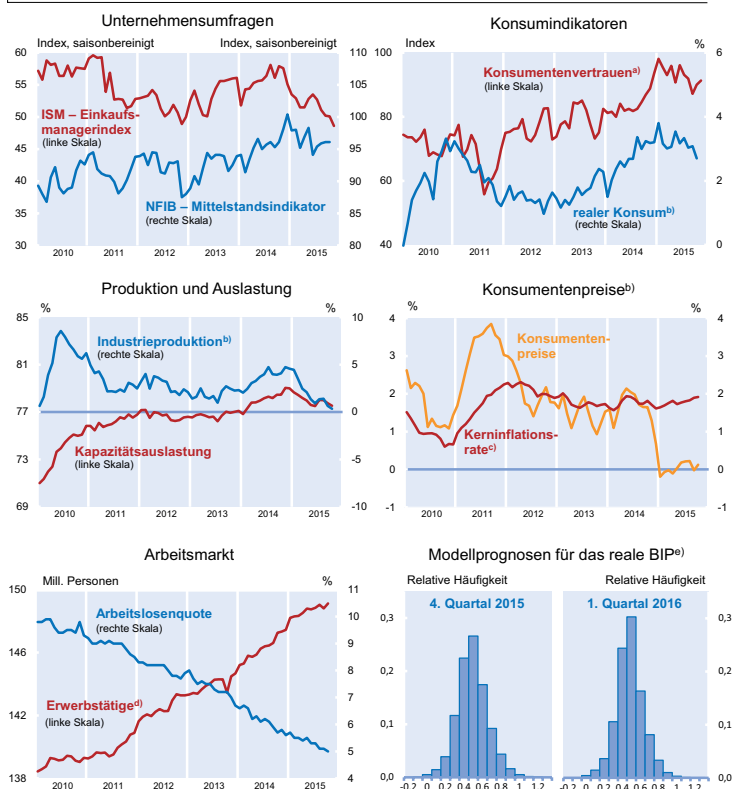 Unternehmensumfragen
Index, saisonbereinigt Index, saisonbereinigt
60 110
55 105
50 100
45 95
40 90
35 85
30 80
ISM – Einkaufs-
managerindex
(linke Skala)
NFIB – Mittelstandsindikator
(rechte Skala)
2010 2011 2012 2013 2014 2015
Konsumindikatoren
Index %
100 6
80 4
60 2
40 0
Konsumentenvertrauen a)
(linke Skala)
realer Konsum b)
(rechte Skala)
2010 2011 2012 2013 2014 2015
Produktion und Auslastung
% %
85 10
81 5
77 0
73 -5
69 -10
Industrieproduktion b)
(rechte Skala)
Kapazitätsauslastung
(linke Skala)
2010 2011 2012 2013 2014 2015
Konsumentenpreise b)
% %
4 4
3 3
2 2
1 1
0 0
-1 -1
Konsumenten-
preise
Kerninflations-
rate c)
2010 2011 2012 2013 2014 2015
Arbeitsmarkt
Mill. Personen %
150 11
10
146 9
8
7
142 6
5
138 4
Arbeitslosenquote
(rechte Skala)
Erwerbstätige d)
(linke Skala)
2010 2011 2012 2013 2014 2015
Modellprognosen für das reale BIP e)
Relative Häufigkeit Relative Häufigkeit
4. Quartal 2015 1. Quartal 2016
0,3 0,3
0,2 0,2
0,1 0,1
0,0 0,0
-0.2 0 0.2 0.4 0.6 0.8 1 1.2 -0.2 0 0.2 0.4 0.6 0.8 1 1.2